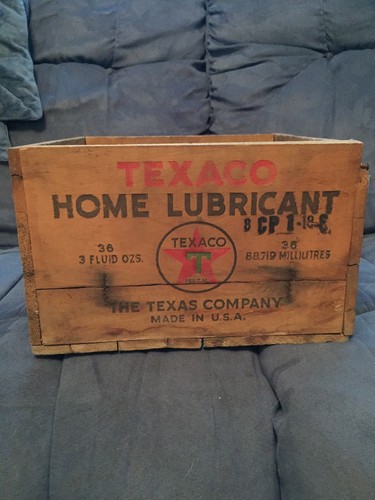 TEXACO
HOME LUBRICANT
36
3 FLUID OZS.
TEXACO
T
36
88.719 MILLILITRES
THE TEXAS COMPANY
MADE IN U.S.A.